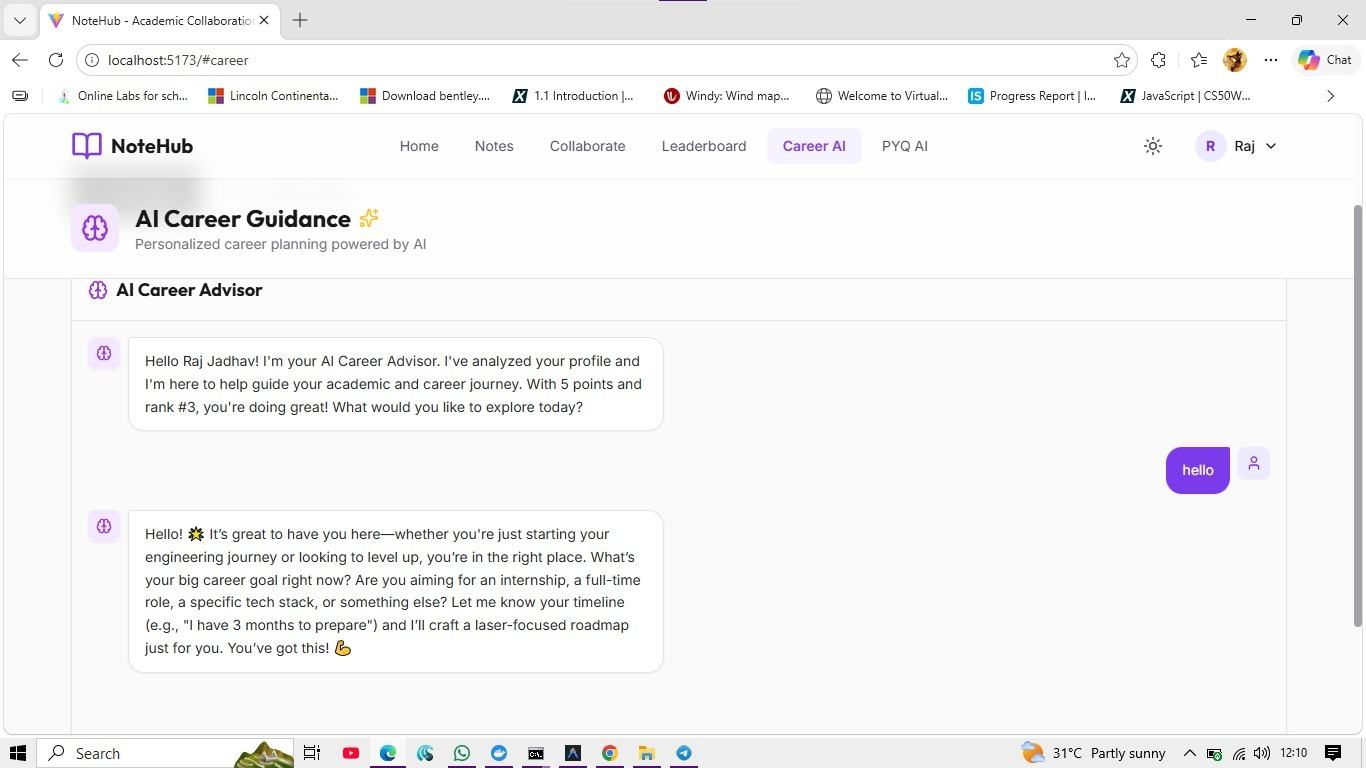 NoteHub - Academic Collaboratio
localhost:5173/#career
Chat
Online Labs for sch...
Lincoln Continenta...
Download bentley....
1.1 Introduction |...
Windy: Wind map...
Welcome to Virtual...
Progress Report | I...
JavaScript | CS50W...
NoteHub
Home
Notes
Collaborate
Leaderboard
Career AI
PYQ AI
R
Raj
AI Career Guidance
Personalized career planning powered by AI
AI Career Advisor
Hello Raj Jadhav! I'm your AI Career Advisor. I've analyzed your profile and
I'm here to help guide your academic and career journey. With 5 points and
rank #3, you're doing great! What would you like to explore today?
hello
Hello! 🌟 It’s great to have you here—whether you're just starting your
engineering journey or looking to level up, you’re in the right place. What’s
your big career goal right now? Are you aiming for an internship, a full-time
role, a specific tech stack, or something else? Let me know your timeline
(e.g., "I have 3 months to prepare") and I’ll craft a laser-focused roadmap
just for you. You’ve got this! 💪
Search
31°C Partly sunny
12:10